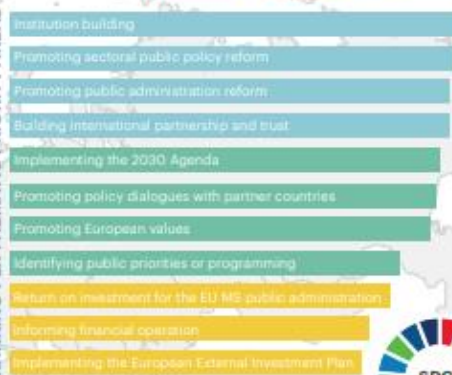 Institution building
Promoting sectoral public policy reform
Promoting public administration reform
Building international partnership and trust
Implementing the 2030 Agenda
Promoting policy dialogues with partner countries
Promoting European values
Identifying public priorities or programming
Return on investment for the EU MS public administration
Informing financial operation
Implementing the European External Investment Plan